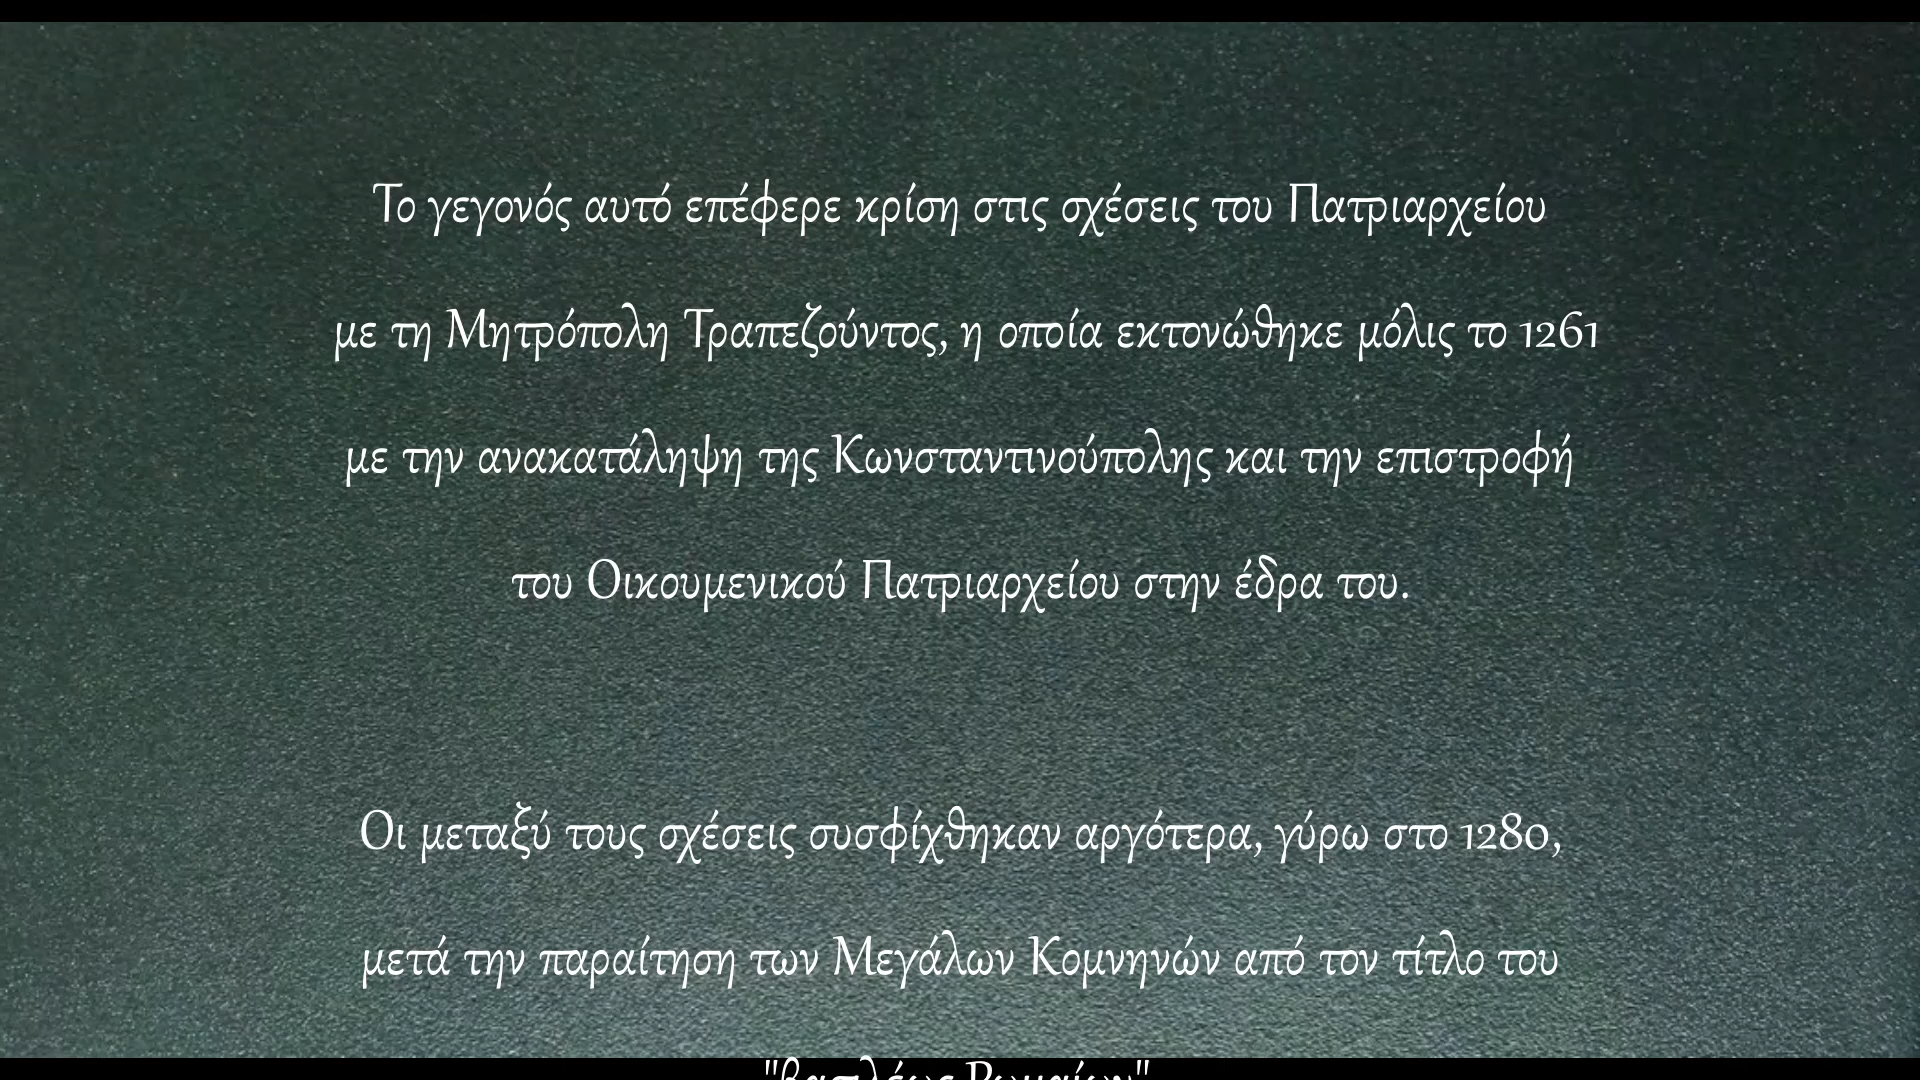 Το γεγονός αυτό επέφερε κρίση στις σχέσεις του Πατριαρχείου
με τη Μητρόπολη Τραπεζούντος, η οποία εκτονώθηκε μόλις το 1261
με την ανακατάληψη της Κωνσταντινούπολης και την επιστροφή
του Οικουμενικού Πατριαρχείου στην έδρα του.
Οι μεταξύ τους σχέσεις συσφίχθηκαν αργότερα, γύρω στο 1280,
μετά την παραίτηση των Μεγάλων Κομνηνών από τον τίτλο του
"βασιλέως Ρωμαίων"